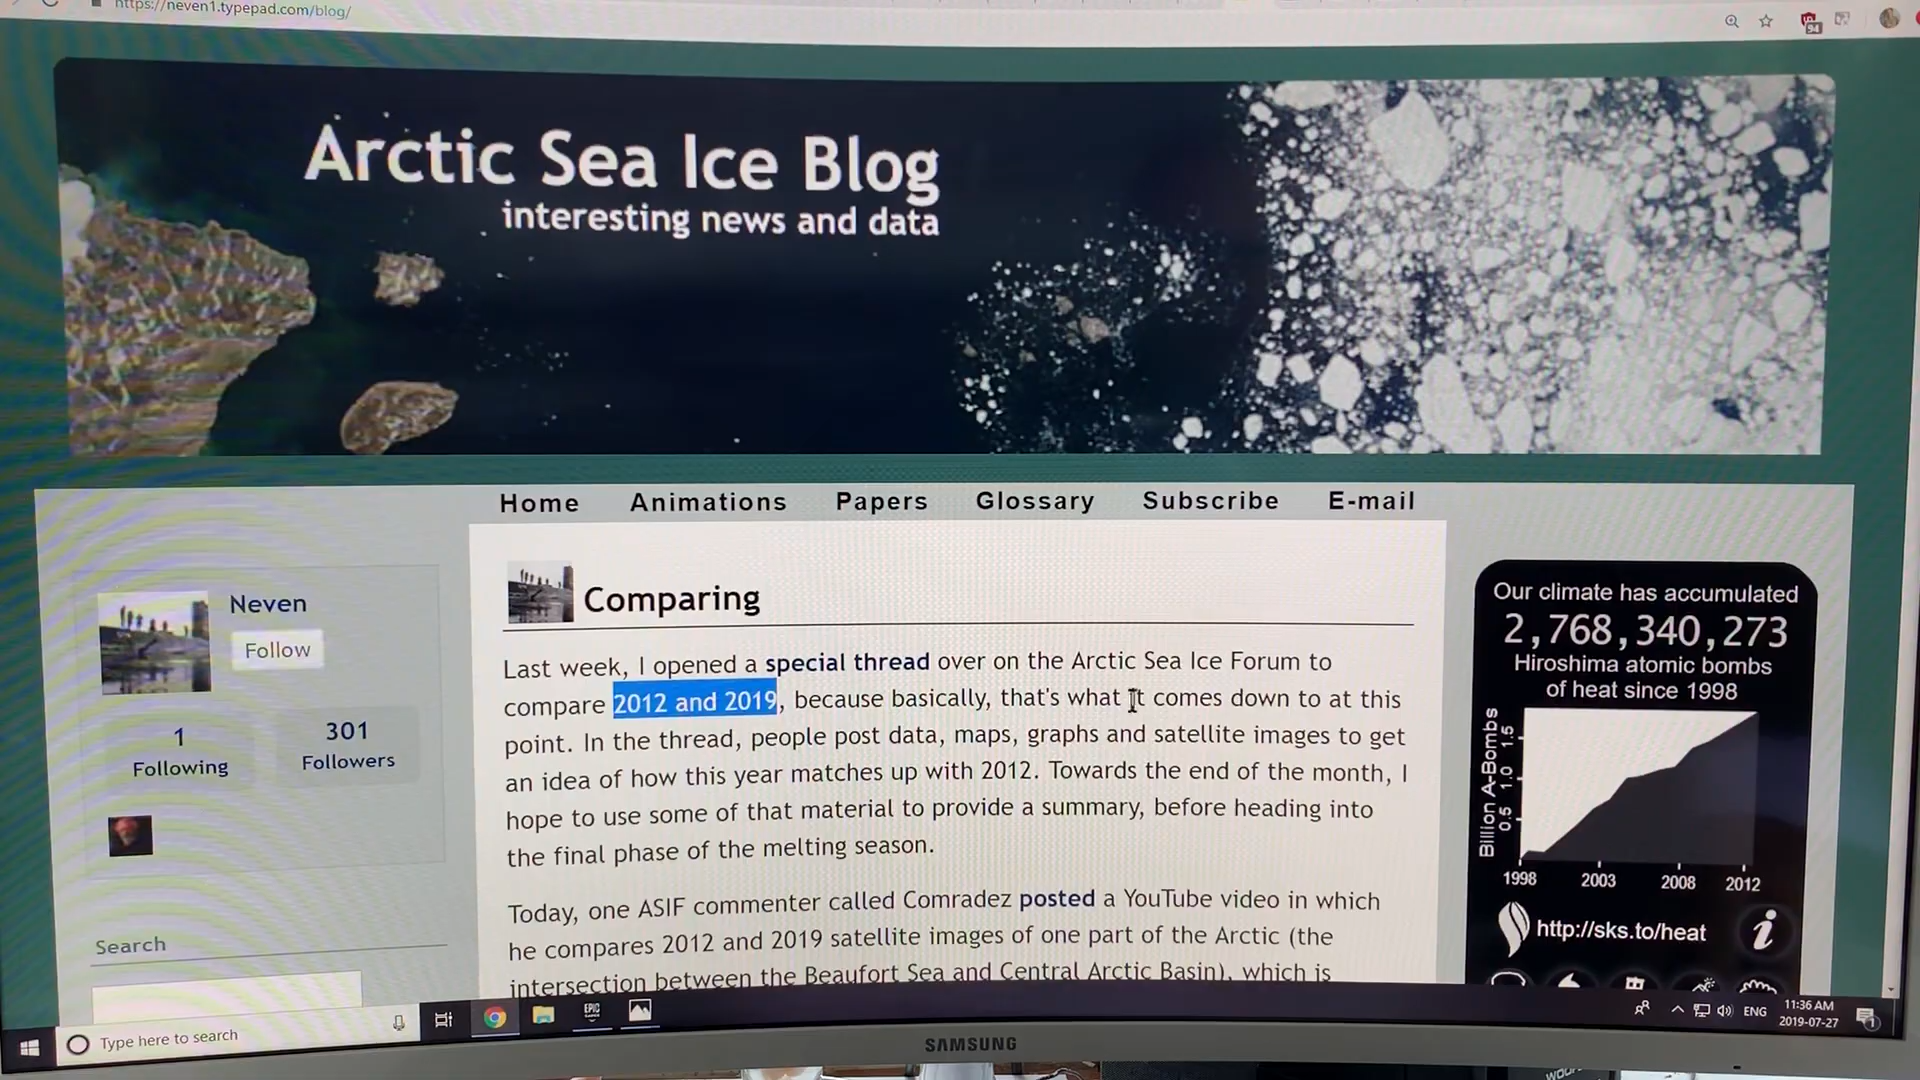 https://neven1.typepad.com/blog/
94
Arctic Sea Ice Blog
interesting news and data
Home Animations Papers Glossary Subscribe E-mail
Neven
Follow
1
Following
301
Followers
Search
Comparing
Last week, I opened a special thread over on the Arctic Sea Ice Forum to
compare 2012 and 2019, because basically, that's what it comes down to at this
point. In the thread, people post data, maps, graphs and satellite images to get
an idea of how this year matches up with 2012. Towards the end of the month, I
hope to use some of that material to provide a summary, before heading into
the final phase of the melting season.
Today, one ASIF commenter called Comradez posted a YouTube video in which
he compares 2012 and 2019 satellite images of one part of the Arctic (the
intersection between the Beaufort Sea and Central Arctic Basin), which is
Our climate has accumulated
2,768,340,273
Hiroshima atomic bombs
of heat since 1998
Billion A-Bombs
0.5 1.0 1.5
1998 2003 2008 2012
http://sks.to/heat
i
Type here to search
EPIC
GAMES
ENG
11:36 AM
2019-07-27
1
SAMSUNG